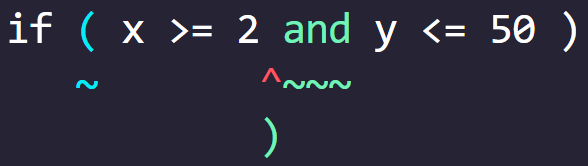 if ( x >= 2 and y <= 50 )
~ ^~~~
)